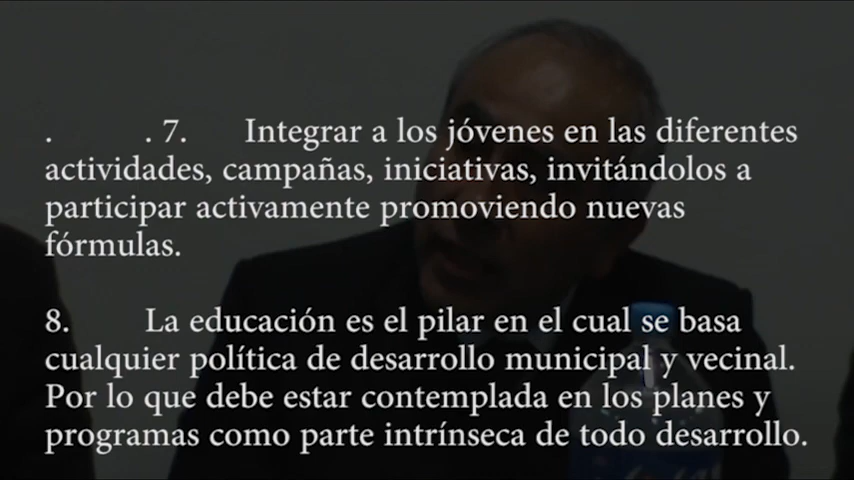 . . 7. Integrar a los jóvenes en las diferentes
actividades, campañas, iniciativas, invitándolos a
participar activamente promoviendo nuevas
fórmulas.
8. La educación es el pilar en el cual se basa
cualquier política de desarrollo municipal y vecinal.
Por lo que debe estar contemplada en los planes y
programas como parte intrínseca de todo desarrollo.